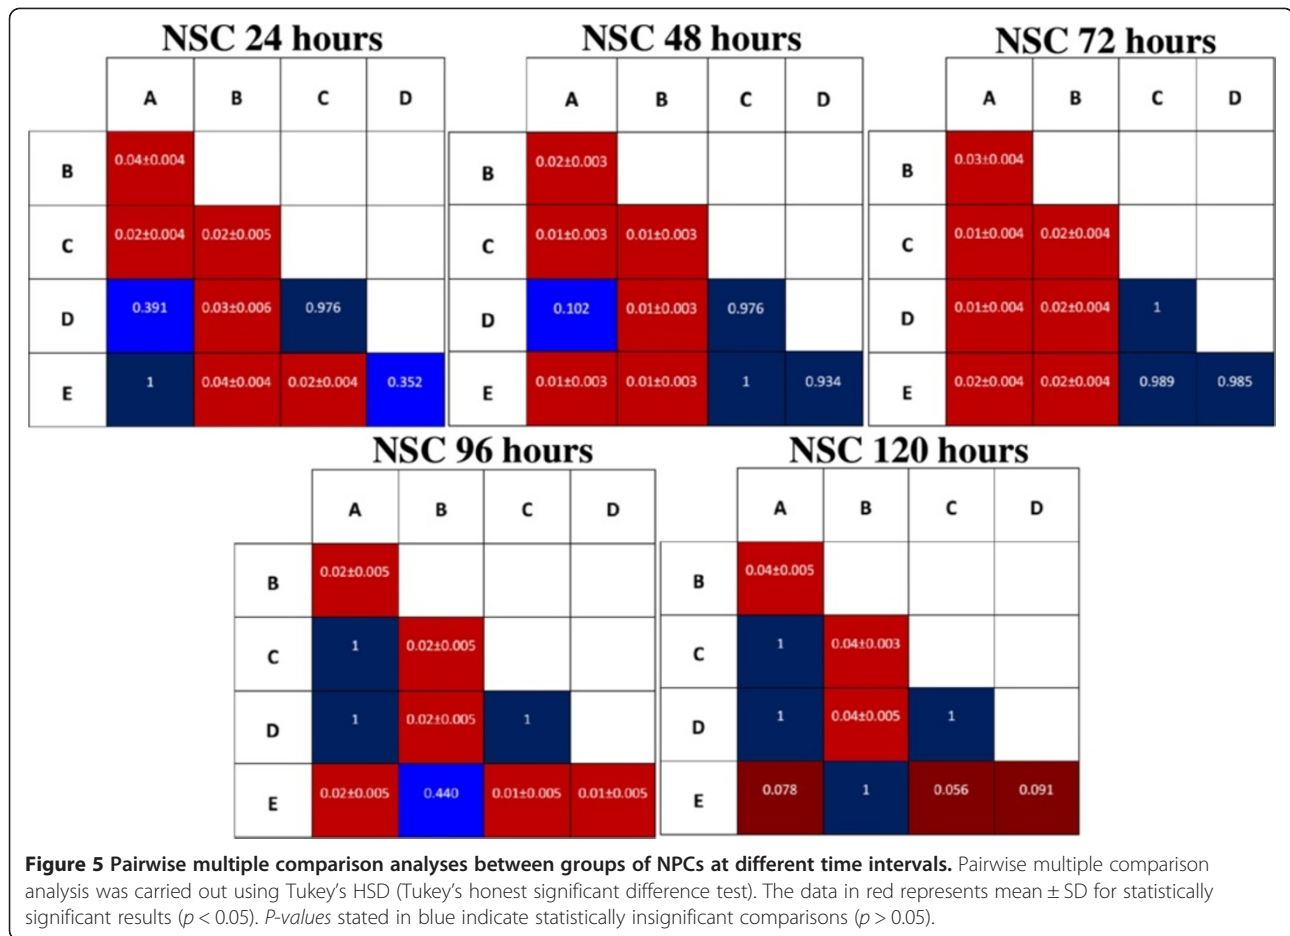 NSC 24 hours
A B C D
B 0.04±0.004
C 0.02±0.004 0.02±0.005
D 0.391 0.03±0.006 0.976
E 1 0.04±0.004 0.02±0.004 0.352
NSC 48 hours
A B C D
B 0.02±0.003
C 0.01±0.003 0.01±0.003
D 0.102 0.01±0.003 0.976
E 0.01±0.003 0.01±0.003 1 0.934
NSC 72 hours
A B C D
B 0.03±0.004
C 0.01±0.004 0.02±0.004
D 0.01±0.004 0.02±0.004 1
E 0.02±0.004 0.02±0.004 0.989 0.985
NSC 96 hours
A B C D
B 0.02±0.005
C 1 0.02±0.005
D 1 0.02±0.005 1
E 0.02±0.005 0.440 0.01±0.005 0.01±0.005
NSC 120 hours
A B C D
B 0.04±0.005
C 1 0.04±0.003
D 1 0.04±0.005 1
E 0.078 1 0.056 0.091
Figure 5 Pairwise multiple comparison analyses between groups of NPCs at different time intervals. Pairwise multiple comparison
analysis was carried out using Tukey's HSD (Tukey's honest significant difference test). The data in red represents mean ± SD for statistically
significant results (p < 0.05). P-values stated in blue indicate statistically insignificant comparisons (p > 0.05).